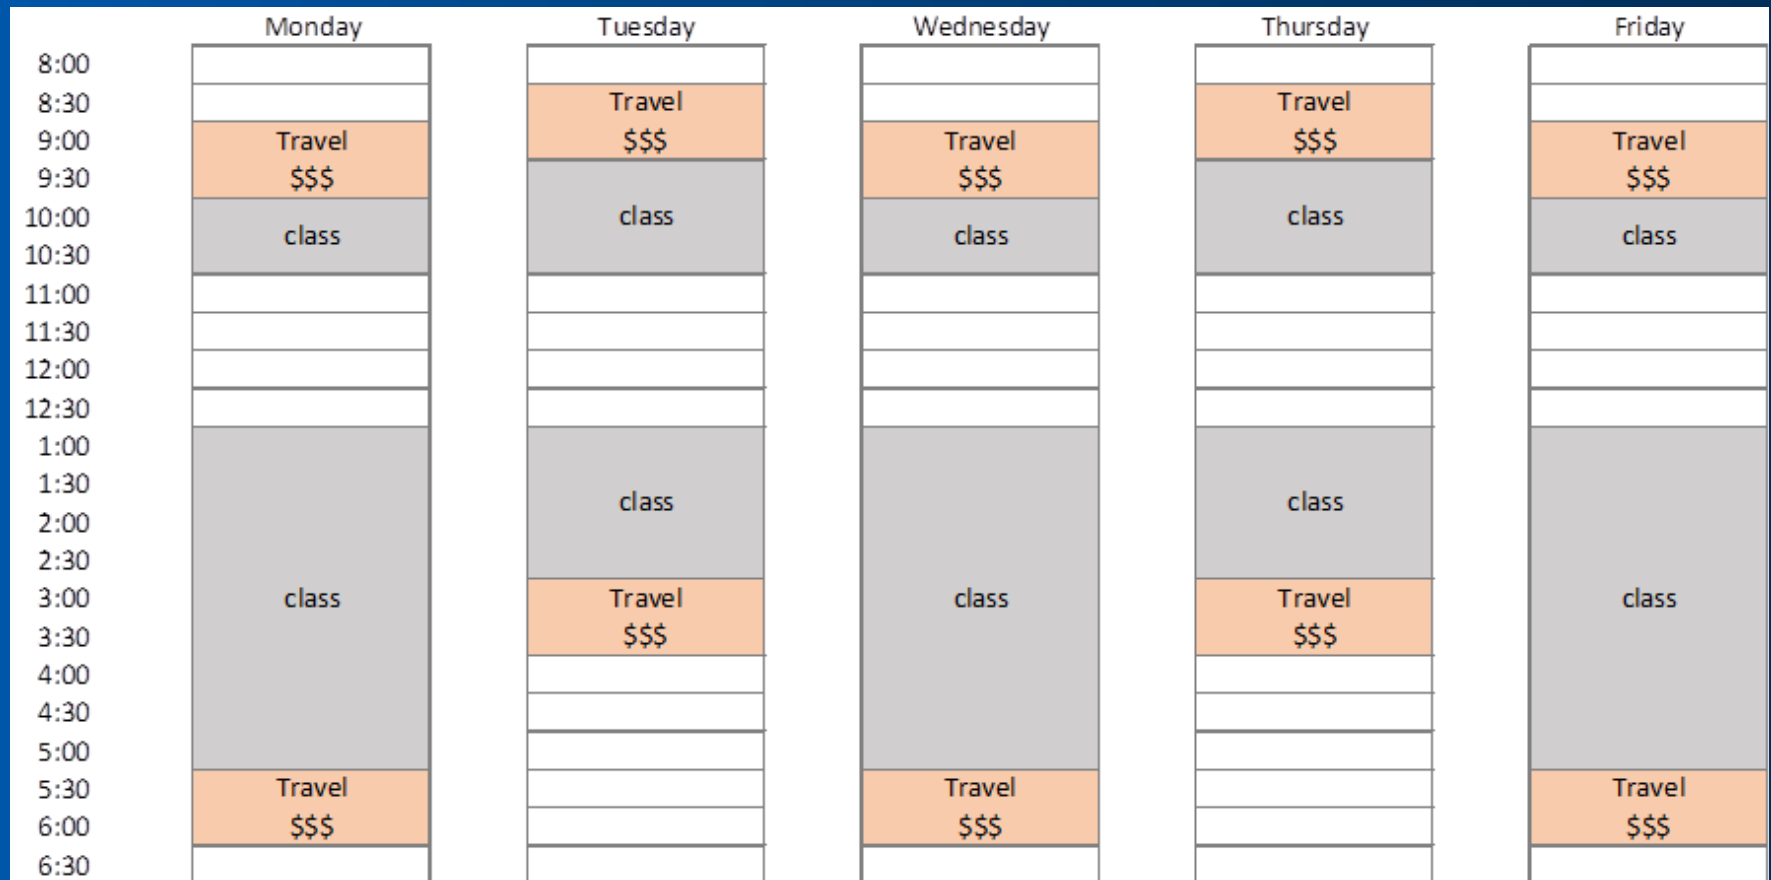 Monday Tuesday Wednesday Thursday Friday
8:00
8:30 Travel Travel
9:00 Travel $$$ Travel $$$ Travel
9:30 $$$ $$$ $$$
10:00 class class
10:30 class class class
11:00
11:30
12:00
12:30
1:00
1:30
2:00 class class
2:30
3:00 class Travel class Travel class
3:30 $$$ $$$
4:00
4:30
5:00
5:30 Travel Travel Travel
6:00 $$$ $$$ $$$
6:30